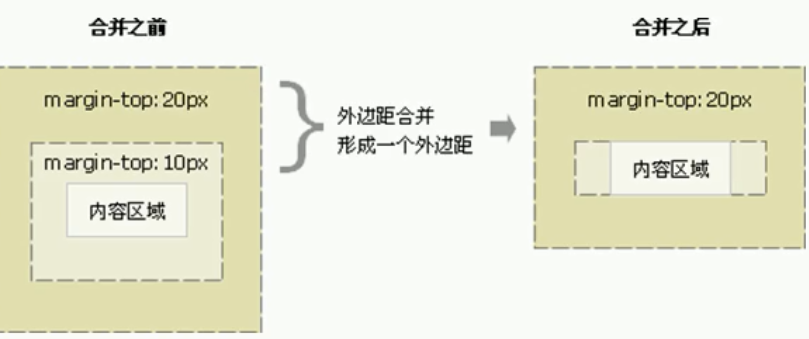 合并之前
合并之后
margin-top: 20px
margin-top: 10px
内容区域
外边距合并
形成一个外边距
margin-top: 20px
内容区域